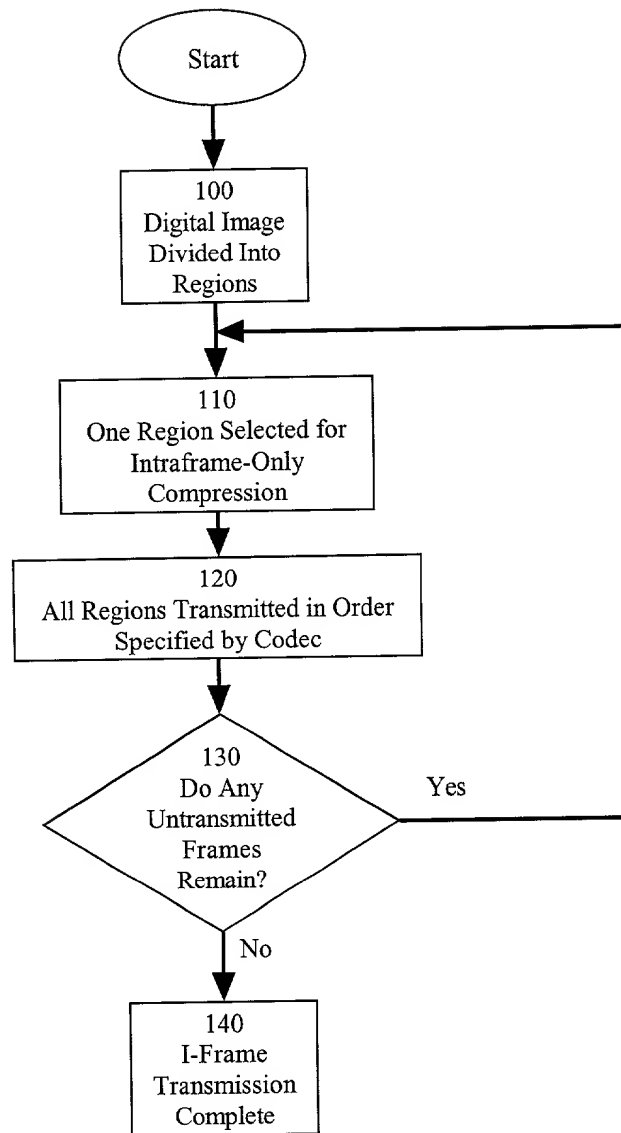 Start
100
Digital Image
Divided Into
Regions
110
One Region Selected for
Intraframe-Only
Compression
120
All Regions Transmitted in Order
Specified by Codec
130
Do Any
Untransmitted
Frames
Remain?
Yes
No
140
I-Frame
Transmission
Complete